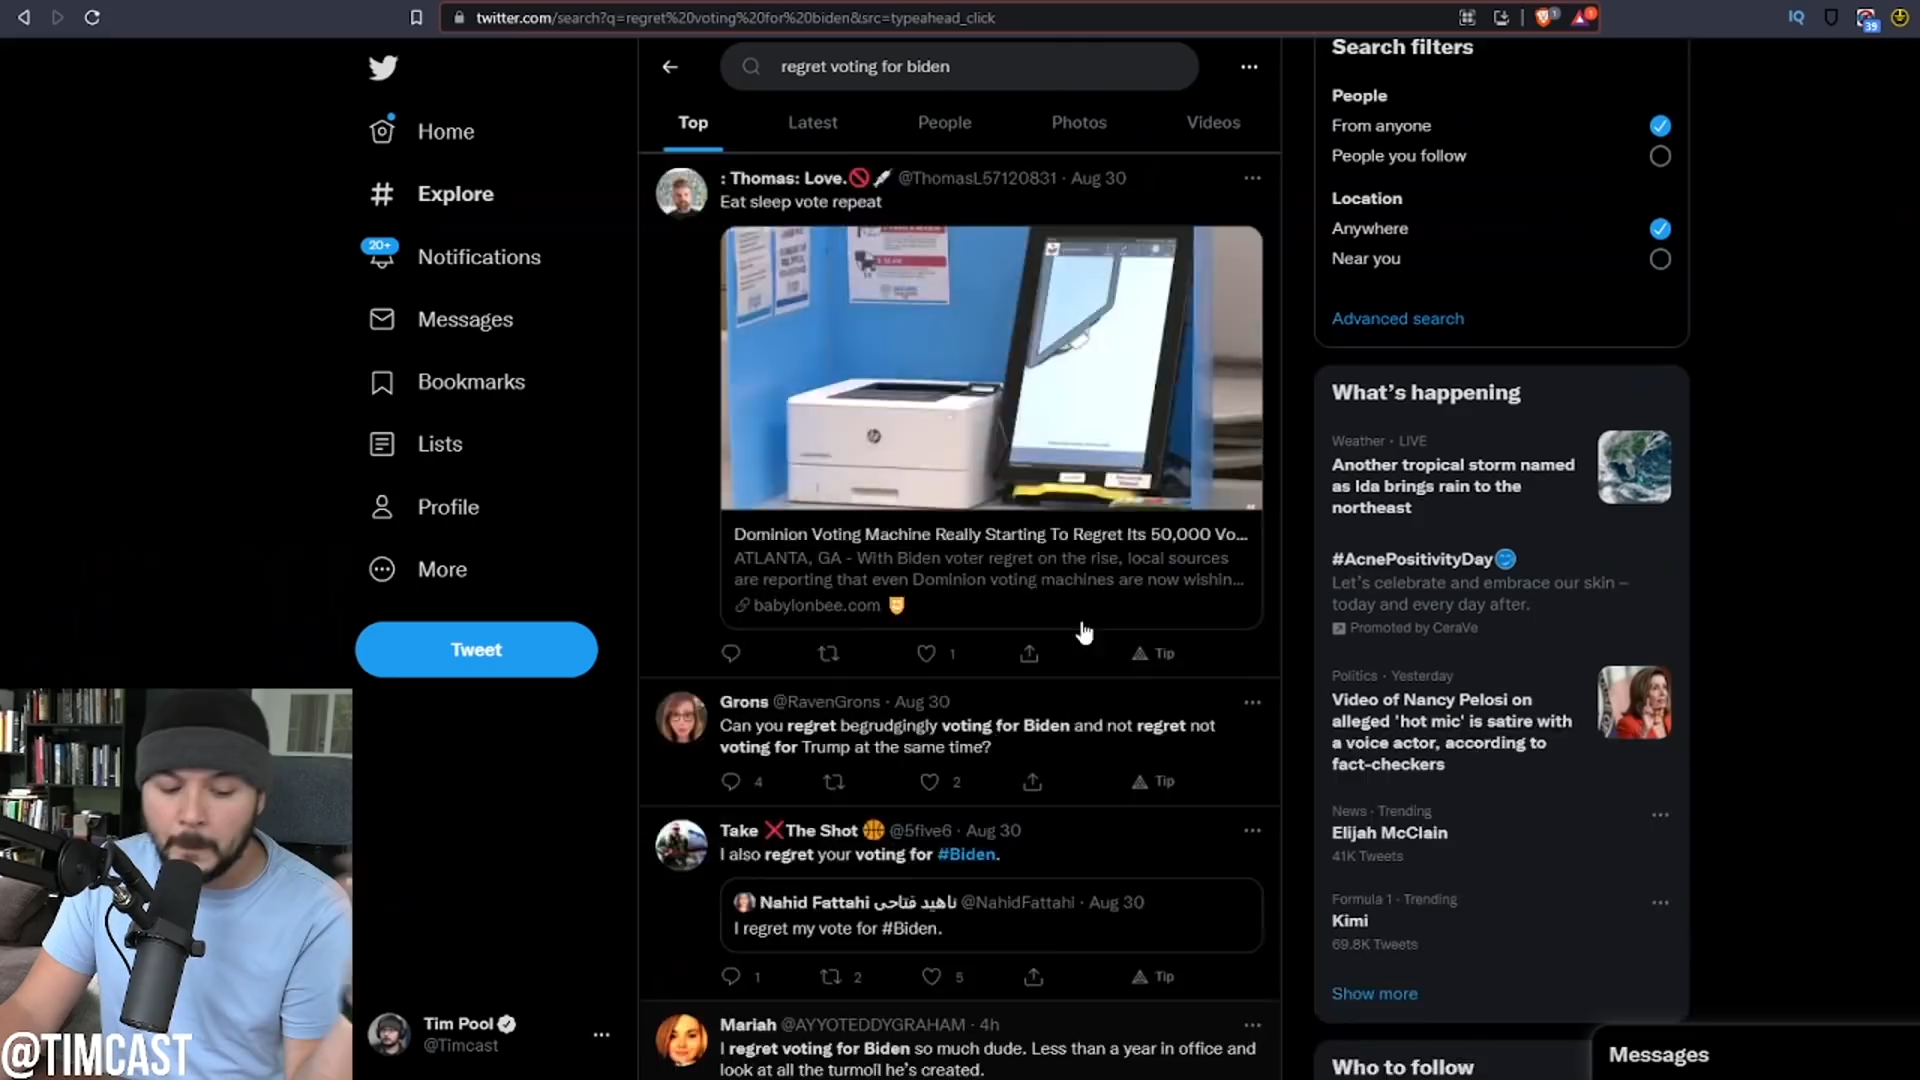 twitter.com/search?q=regret%20voting%20for%20biden&src=typeahead_click
IQ
39
regret voting for biden
Top
Latest
People
Photos
Videos
Home
Explore
20+
Notifications
Messages
Bookmarks
Lists
Profile
More
Tweet
: Thomas: Love.🚫💉 @ThomasL57120831 · Aug 30
Eat sleep vote repeat
Dominion Voting Machine Really Starting To Regret Its 50,000 Vo...
ATLANTA, GA - With Biden voter regret on the rise, local sources
are reporting that even Dominion voting machines are now wishin...
babylonbee.com
1
Tip
Grons @RavenGrons · Aug 30
Can you regret begrudgingly voting for Biden and not regret not
voting for Trump at the same time?
4
2
Tip
Take ❌The Shot 🏀 @5five6 · Aug 30
I also regret your voting for #Biden.
Nahid Fattahi ناهید فتاحی @NahidFattahi · Aug 30
I regret my vote for #Biden.
1
2
5
Tip
Mariah @AYYOTEDDYGRAHAM · 4h
I regret voting for Biden so much dude. Less than a year in office and
look at all the turmoil he's created.
Search filters
People
From anyone
People you follow
Location
Anywhere
Near you
Advanced search
What's happening
Weather · LIVE
Another tropical storm named
as Ida brings rain to the
northeast
#AcnePositivityDay
Let's celebrate and embrace our skin –
today and every day after.
Promoted by CeraVe
Politics · Yesterday
Video of Nancy Pelosi on
alleged 'hot mic' is satire with
a voice actor, according to
fact-checkers
News · Trending
Elijah McClain
41K Tweets
Formula 1 · Trending
Kimi
69.8K Tweets
Show more
Who to follow
Messages
Tim Pool
@Timcast
@TIMCAST